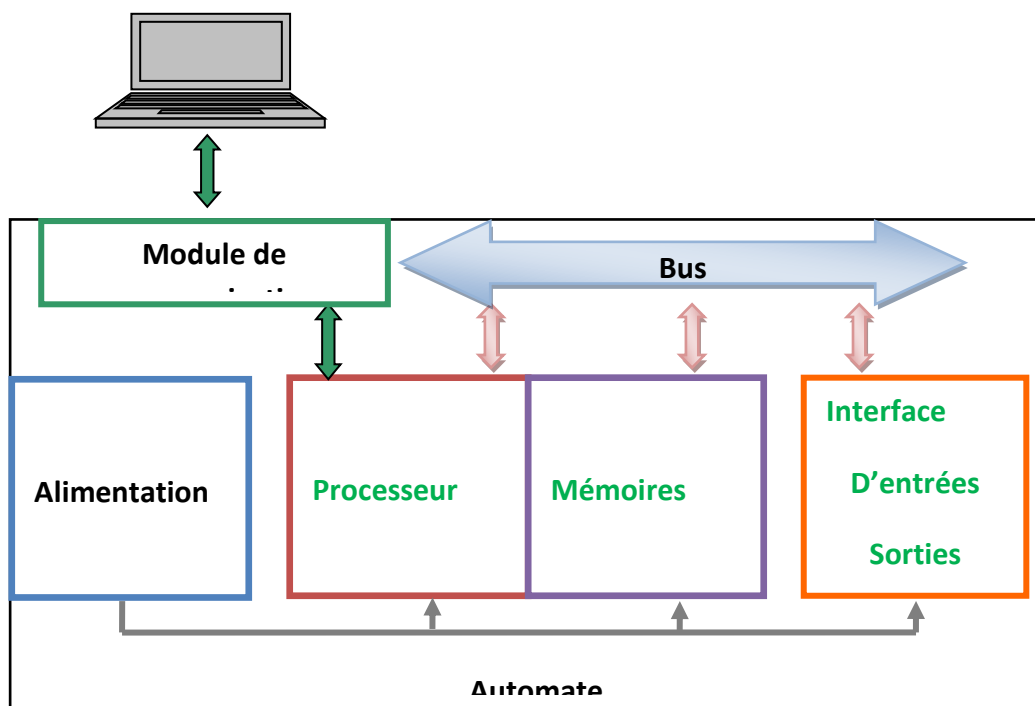 Module de
Bus
Alimentation
Processeur
Mémoires
Interface
D'entrées
Sorties
Automate